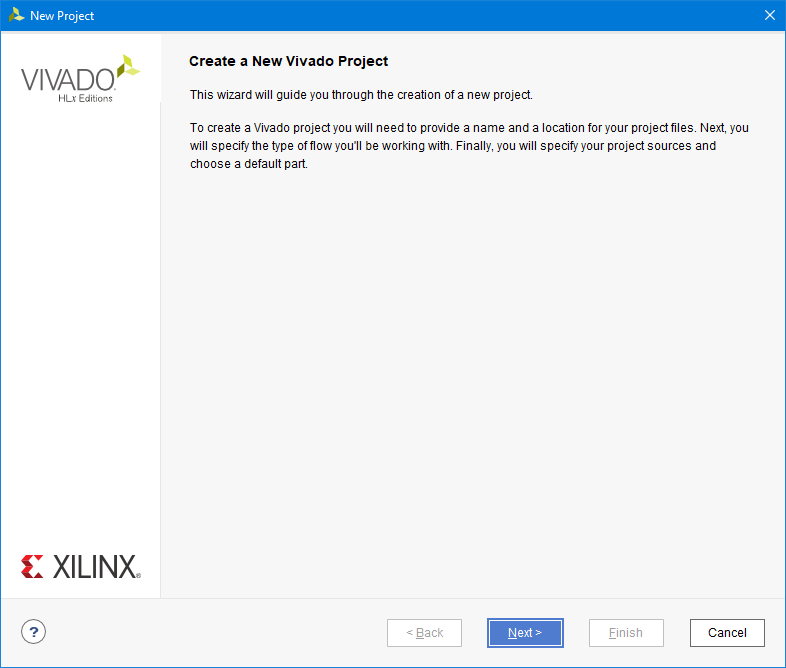 New Project
VIVADO.
HLx Editions
Create a New Vivado Project
This wizard will guide you through the creation of a new project.
To create a Vivado project you will need to provide a name and a location for your project files. Next, you
will specify the type of flow you'll be working with. Finally, you will specify your project sources and
choose a default part.
XILINX®
?
< Back
Next >
Finish
Cancel